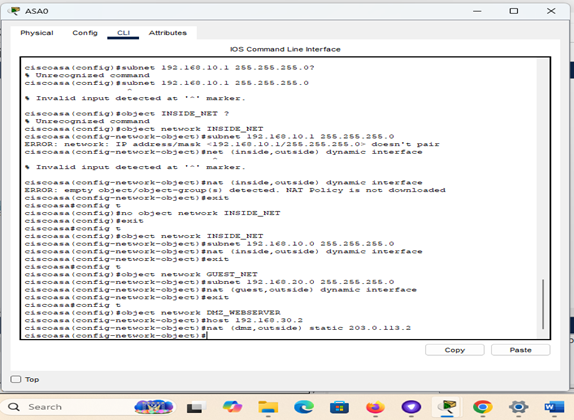 ASA0
Physical Config CLI Attributes
IOS Command Line Interface
ciscoasa(config)#subnet 192.168.10.1 255.255.255.0?
% Unrecognized command
ciscoasa(config)#subnet 192.168.10.1 255.255.255.0
^
% Invalid input detected at '^' marker.
ciscoasa(config)#object INSIDE_NET ?
% Unrecognized command
ciscoasa(config)#object network INSIDE_NET
ciscoasa(config-network-object)#subnet 192.168.10.1 255.255.255.0
ERROR: network: IP address/mask <192.168.10.1/255.255.255.0> doesn't pair
ciscoasa(config-network-object)#net (inside,outside) dynamic interface
^
% Invalid input detected at '^' marker.
ciscoasa(config-network-object)#nat (inside,outside) dynamic interface
ERROR: empty object/object-group(s) detected. NAT Policy is not downloaded
ciscoasa(config-network-object)#exit
ciscoasa#config t
ciscoasa(config)#no object network INSIDE_NET
ciscoasa(config)#exit
ciscoasa#config t
ciscoasa(config)#object network INSIDE_NET
ciscoasa(config-network-object)#subnet 192.168.10.0 255.255.255.0
ciscoasa(config-network-object)#nat (inside,outside) dynamic interface
ciscoasa(config-network-object)#exit
ciscoasa#config t
ciscoasa(config)#object network GUEST_NET
ciscoasa(config-network-object)#subnet 192.168.20.0 255.255.255.0
ciscoasa(config-network-object)#nat (guest,outside) dynamic interface
ciscoasa(config-network-object)#exit
ciscoasa#config t
ciscoasa(config)#object network DMZ_WEBSERVER
ciscoasa(config-network-object)#host 192.168.30.2
ciscoasa(config-network-object)#nat (dmz,outside) static 203.0.113.2
ciscoasa(config-network-object)#
Copy Paste
Top
Search